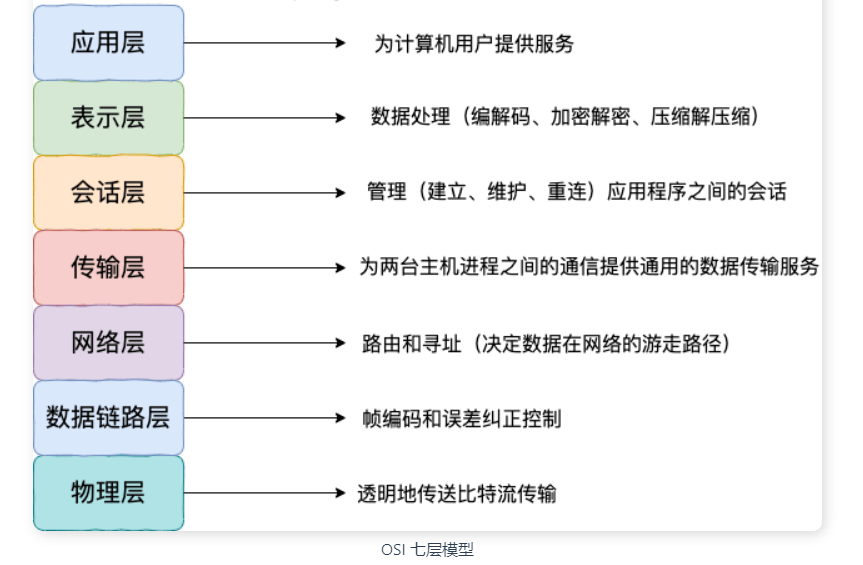 应用层 为计算机用户提供服务
表示层 数据处理（编解码、加密解密、压缩解压缩）
会话层 管理（建立、维护、重连）应用程序之间的会话
传输层 为两台主机进程之间的通信提供通用的数据传输服务
网络层 路由和寻址（决定数据在网络的游走路径）
数据链路层 帧编码和误差纠正控制
物理层 透明地传送比特流传输
OSI 七层模型